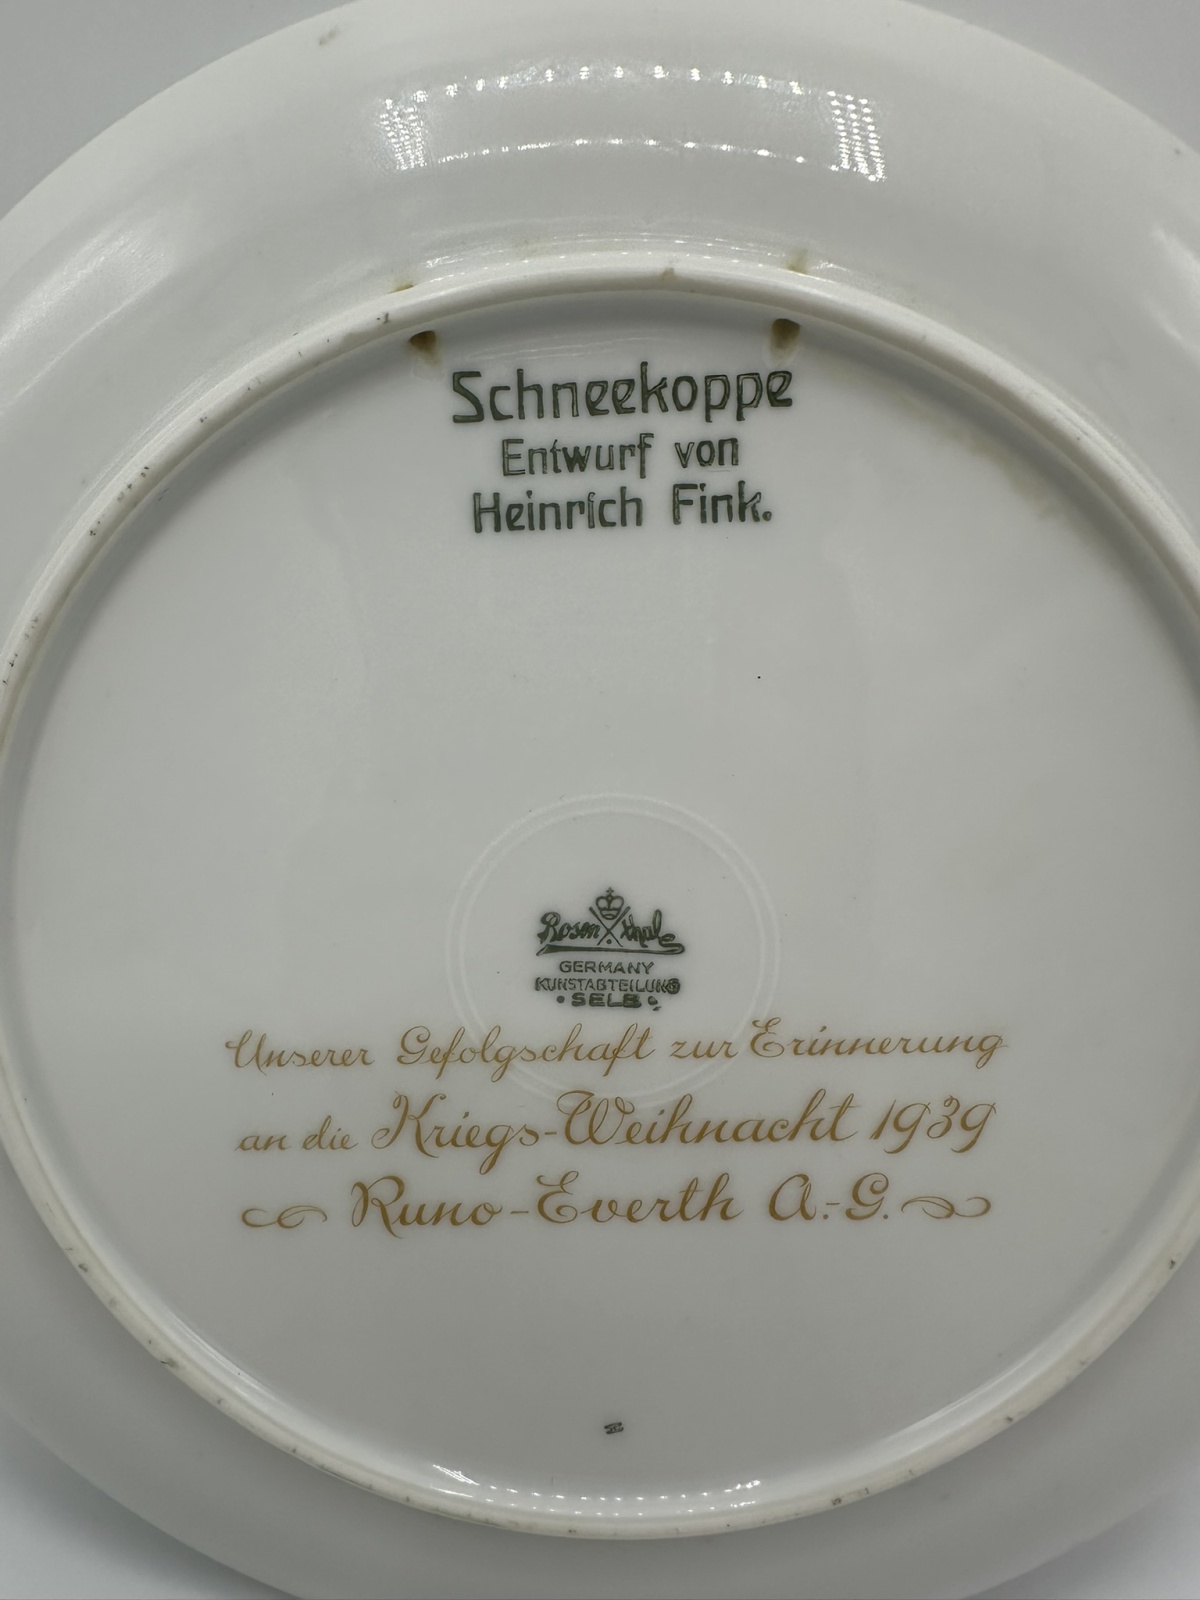 Schneekoppe
Entwurf von
Heinrich Fink.
Rosenthal
GERMANY
KUNSTABTEILUNG
SELB
Unserer Gefolgschaft zur Erinnerung
an die Kriegs-Weihnacht 1939
Runo-Everth A.-G.